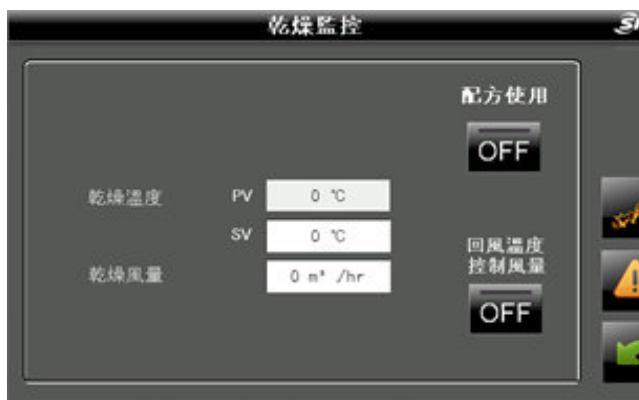 乾燥監控
配方使用
OFF
乾燥溫度 PV 0 ℃
SV 0 ℃
回風溫度
控制風量
乾燥風量 0 m³ /hr
OFF